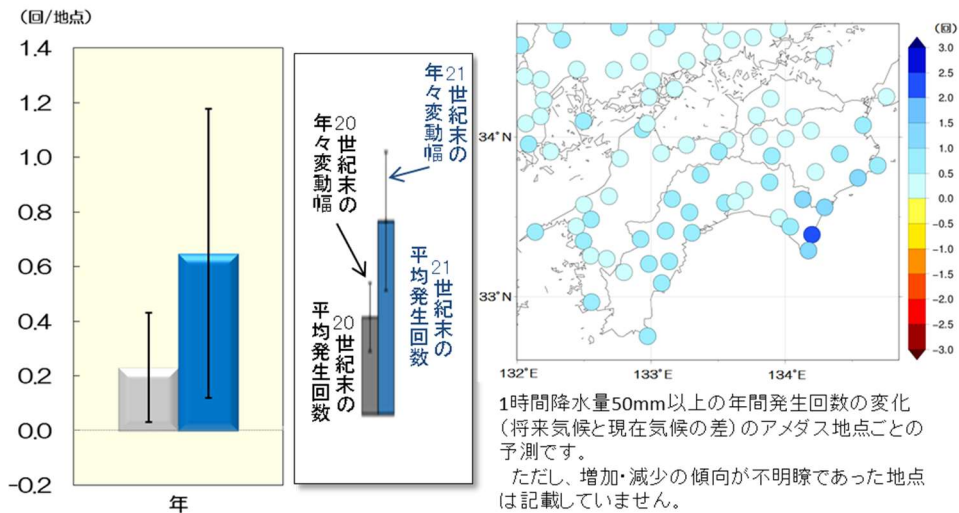 （回/地点）
1.4
1.2
1.0
0.8
0.6
0.4
0.2
0.0
-0.2
年
21世紀末の
年々変動幅
20世紀末の
年々変動幅
21世紀末の
平均発生回数
20世紀末の
平均発生回数
34°N
33°N
132°E
133°E
134°E
(回)
3.0
2.5
2.0
1.5
1.0
0.5
0.0
-0.5
-1.0
-1.5
-2.0
-2.5
-3.0
1時間降水量50mm以上の年間発生回数の変化
（将来気候と現在気候の差）のアメダス地点ごとの
予測です。
ただし、増加・減少の傾向が不明瞭であった地点
は記載していません。